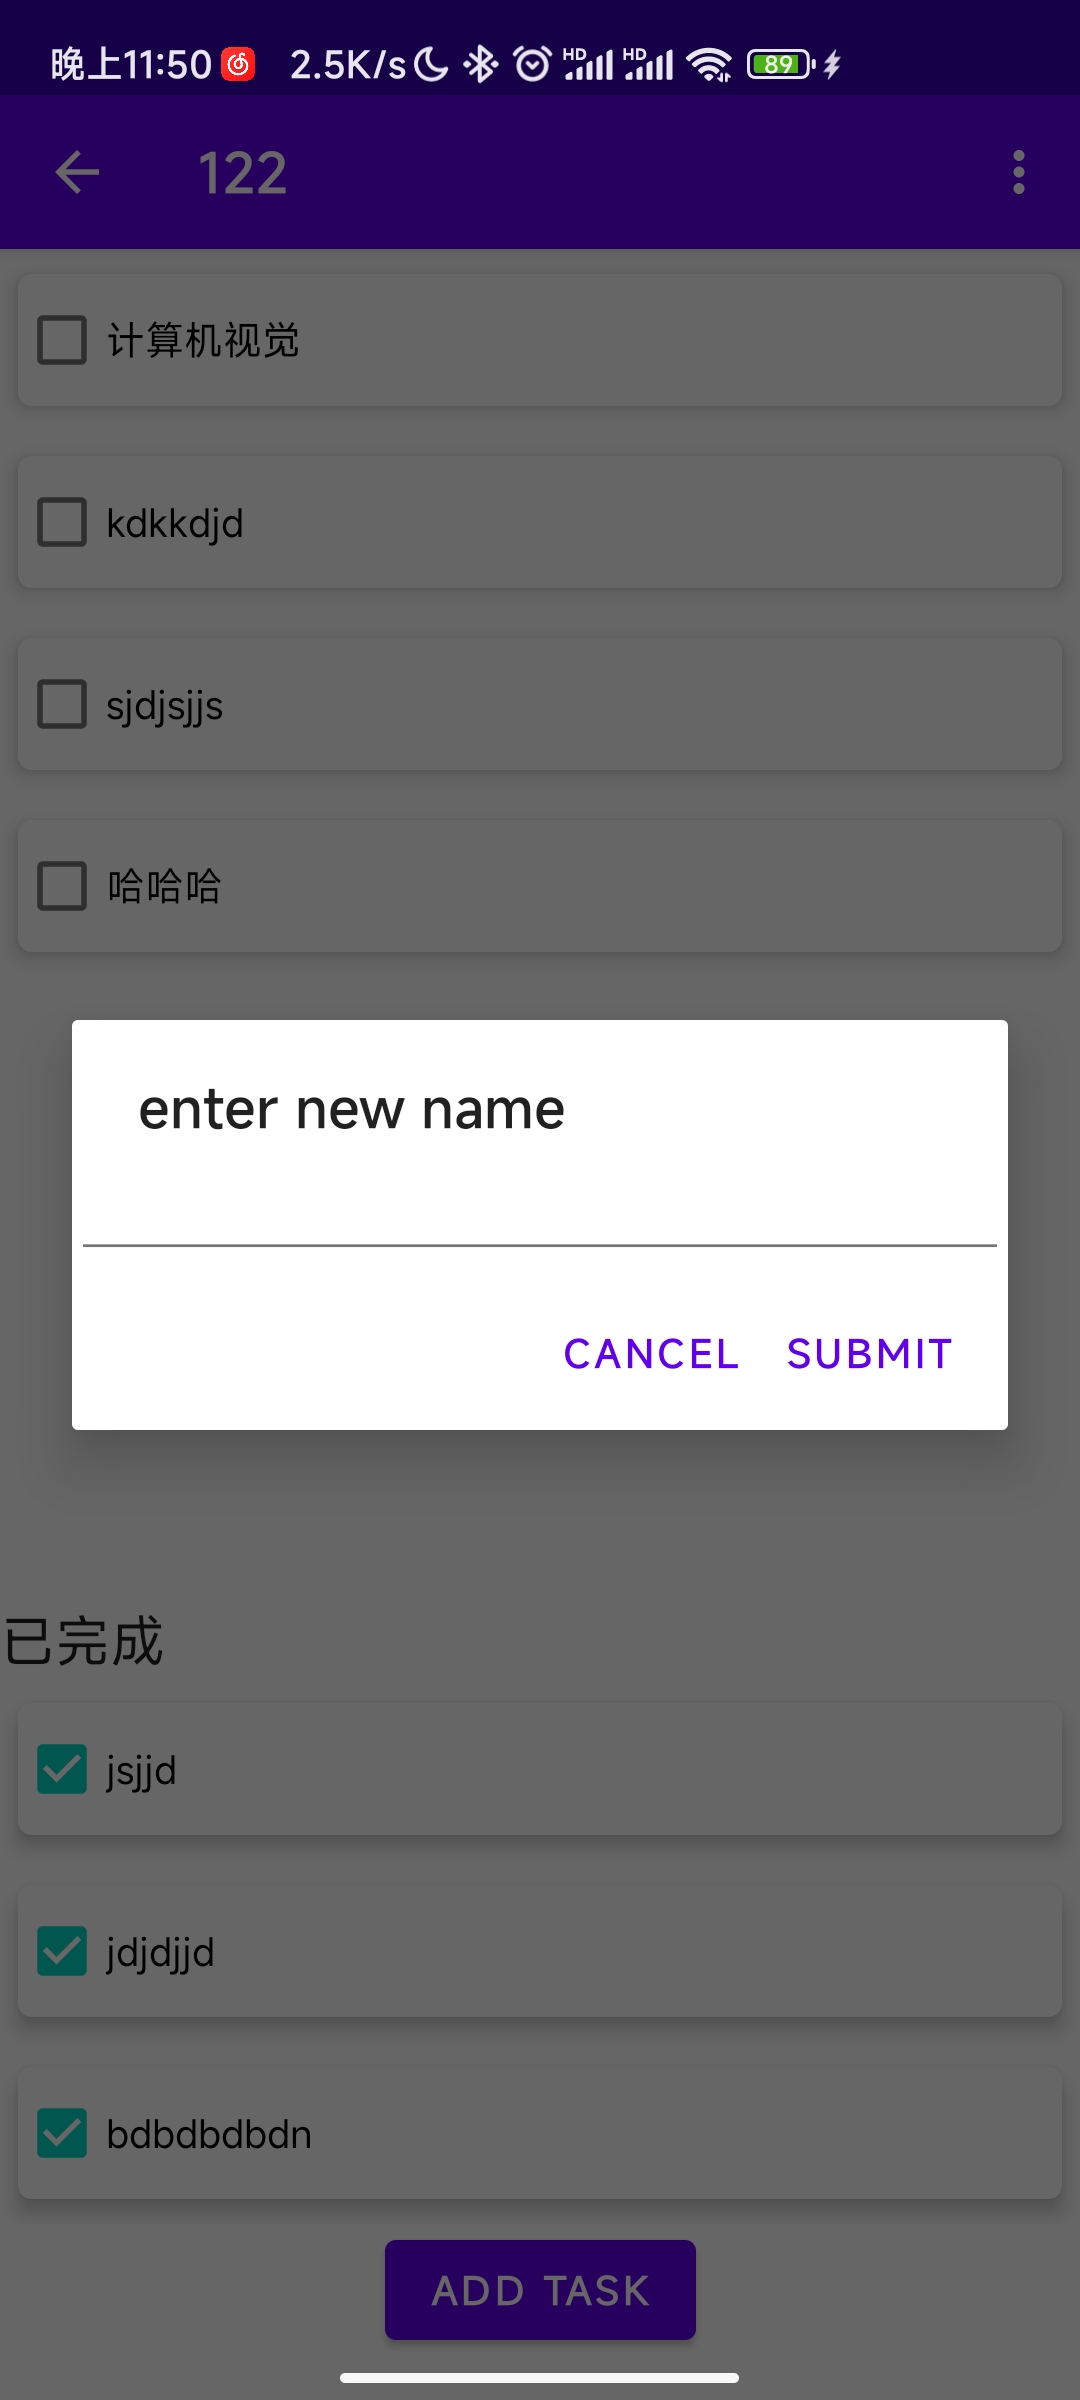 晚上11:50 2.5K/s HD HD 89
122
计算机视觉
kdkkdjd
sjdjsjjs
哈哈哈
enter new name
CANCEL SUBMIT
已完成
jsjjd
jdjdjjd
bdbdbdbdn
ADD TASK